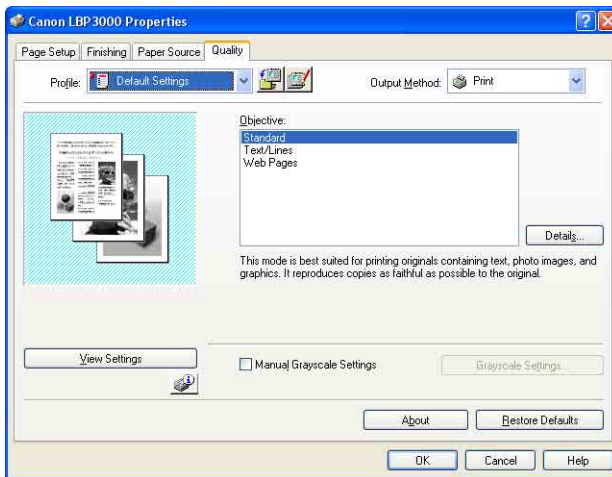 Canon LBP3000 Properties
Page Setup Finishing Paper Source Quality
Profile: Default Settings Output Method: Print
Objective:
Standard
Text/Lines
Web Pages
Details...
This mode is best suited for printing originals containing text, photo images, and
graphics. It reproduces copies as faithful as possible to the original.
View Settings
Manual Grayscale Settings Grayscale Settings...
About Restore Defaults
OK Cancel Help